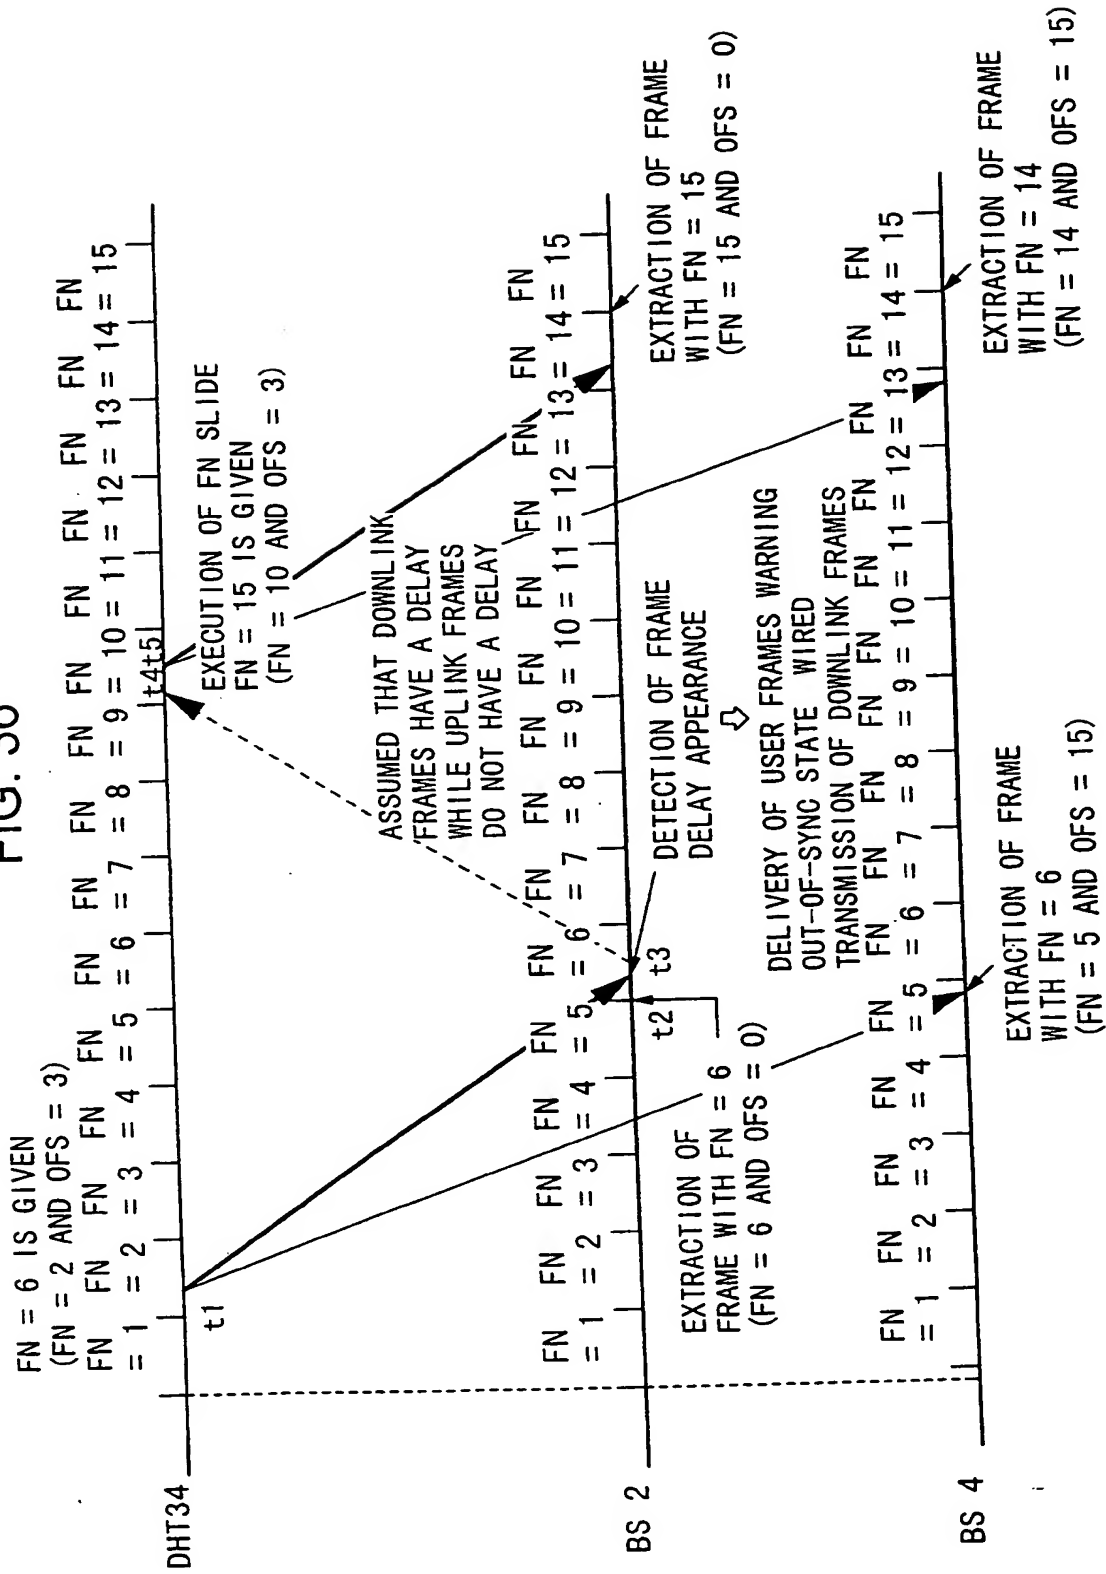 FIG.
FN = 6 IS GIVEN
(FN = 2 AND OFS = 3)
FN FN FN FN FN FN FN FN FN FN FN FN FN FN FN
= 1 = 2 = 3 = 4 = 5 = 6 = 7 = 8 = 9 = 10 = 11 = 12 = 13 = 14 = 15
DHT34
t1
t4t5
EXECUTION OF FN SLIDE
FN = 15 IS GIVEN
(FN = 10 AND OFS = 3)
ASSUMED THAT DOWNLINK
FRAMES HAVE A DELAY
WHILE UPLINK FRAMES
DO NOT HAVE A DELAY
FN FN FN FN FN FN FN FN FN FN FN FN FN FN FN
= 1 = 2 = 3 = 4 = 5 = 6 = 7 = 8 = 9 = 10 = 11 = 12 = 13 = 14 = 15
BS 2
t2
t3
EXTRACTION OF
FRAME WITH FN = 6
(FN = 6 AND OFS = 0)
DETECTION OF FRAME
DELAY APPEARANCE
DELIVERY OF USER FRAMES WARNING
OUT-OF-SYNC STATE WIRED
TRANSMISSION OF DOWNLINK FRAMES
EXTRACTION OF FRAME
WITH FN = 15
(FN = 15 AND OFS = 0)
FN FN FN FN FN FN FN FN FN FN FN FN FN FN
= 1 = 2 = 3 = 4 = 5 = 6 = 7 = 8 = 9 = 10 = 11 = 12 = 13 = 14 = 15
BS 4
EXTRACTION OF FRAME
WITH FN = 6
(FN = 5 AND OFS = 15)
EXTRACTION OF FRAME
WITH FN = 14
(FN = 14 AND OFS = 15)